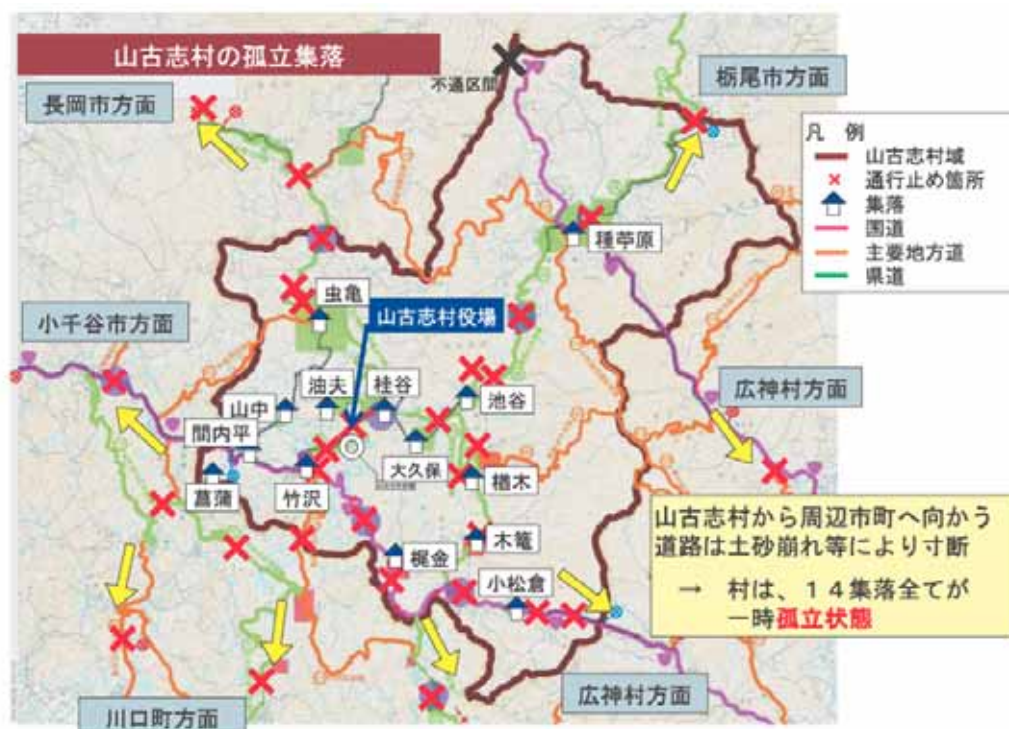 山古志村の孤立集落
不通区間
栃尾市方面
長岡市方面
凡　例
山古志村域
通行止め箇所
集落
国道
主要地方道
県道
種苧原
虫亀
山古志村役場
小千谷市方面
油夫
桂谷
池谷
広神村方面
山中
間内平
大久保
楢木
菖蒲
竹沢
山古志村から周辺市町へ向かう
道路は土砂崩れ等により寸断
→　村は、１４集落全てが
一時孤立状態
木篭
梶金
小松倉
広神村方面
川口町方面